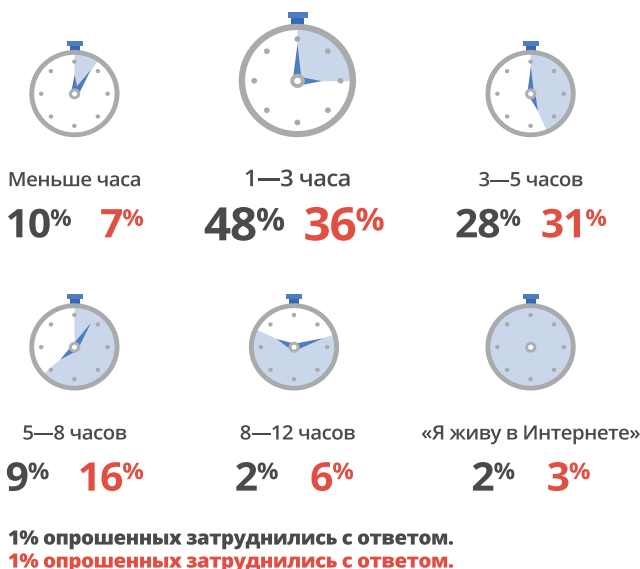 Меньше часа
10% 7%
1—3 часа
48% 36%
3—5 часов
28% 31%
5—8 часов
9% 16%
8—12 часов
2% 6%
«Я живу в Интернете»
2% 3%
1% опрошенных затруднились с ответом.
1% опрошенных затруднились с ответом.